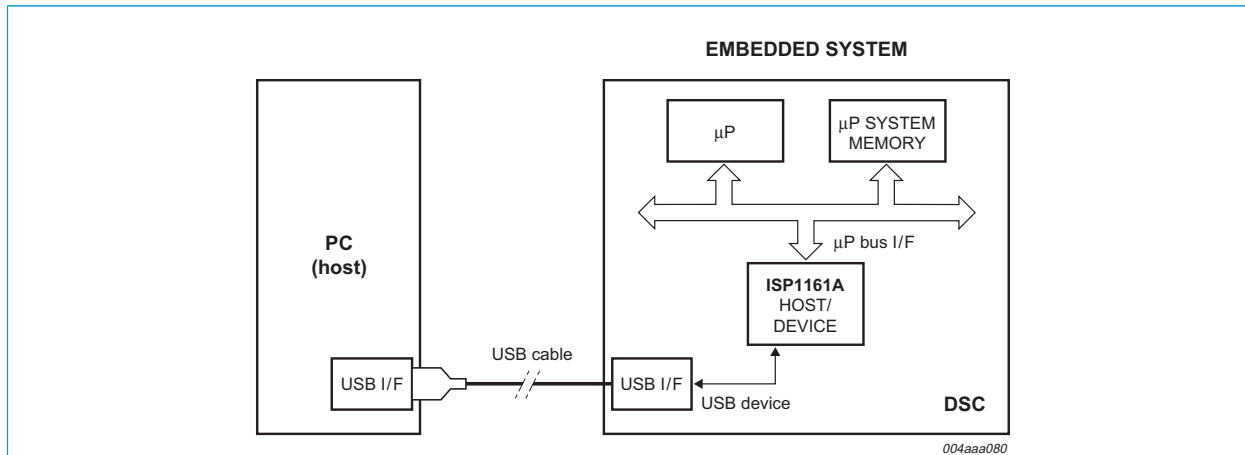 EMBEDDED SYSTEM
μP
μP SYSTEM
MEMORY
μP bus I/F
PC
(host)
ISP1161A
HOST/
DEVICE
USB cable
USB I/F
USB I/F
USB device
DSC
004aaa080